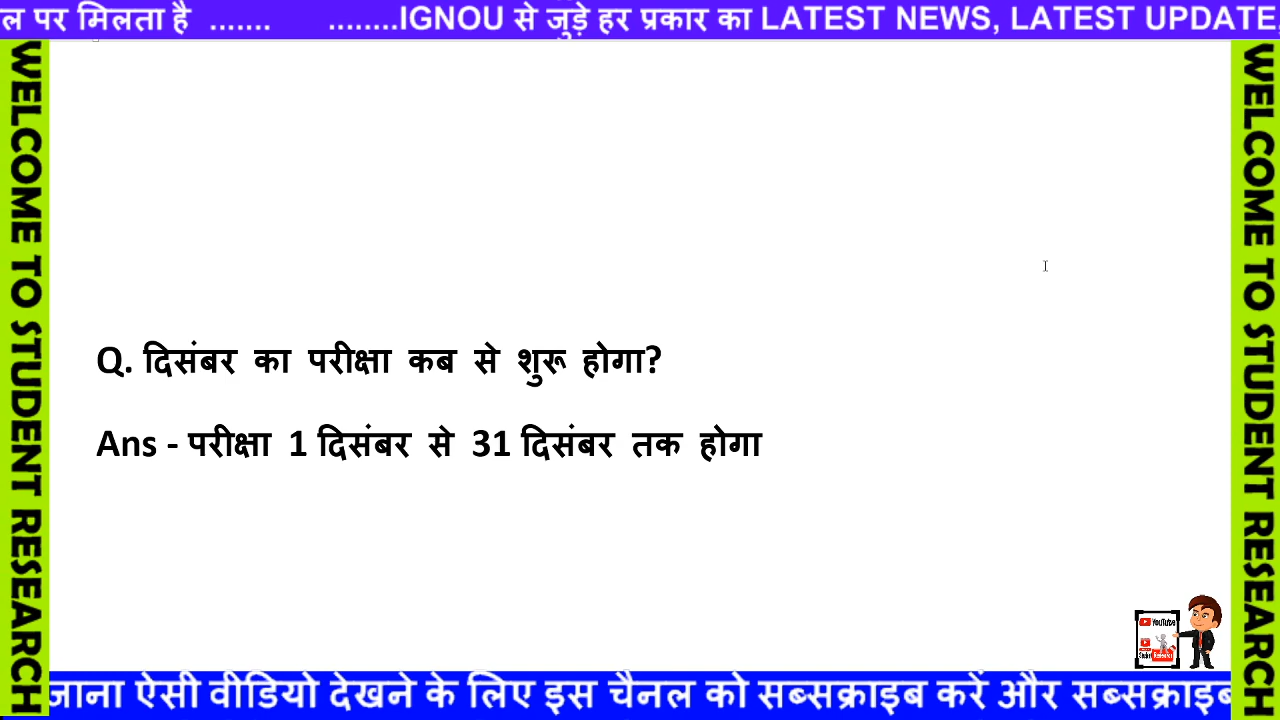 ल पर मिलता है ....... ........IGNOU से जुड़े हर प्रकार का LATEST NEWS, LATEST UPDATE,
WELCOME TO STUDENT RESEARCH
WELCOME TO STUDENT RESEARCH
Q. दिसंबर का परीक्षा कब से शुरू होगा?
Ans - परीक्षा 1 दिसंबर से 31 दिसंबर तक होगा
YouTube
Research
जाना ऐसी वीडियो देखने के लिए इस चैनल को सब्सक्राइब करें और सब्सक्राइब